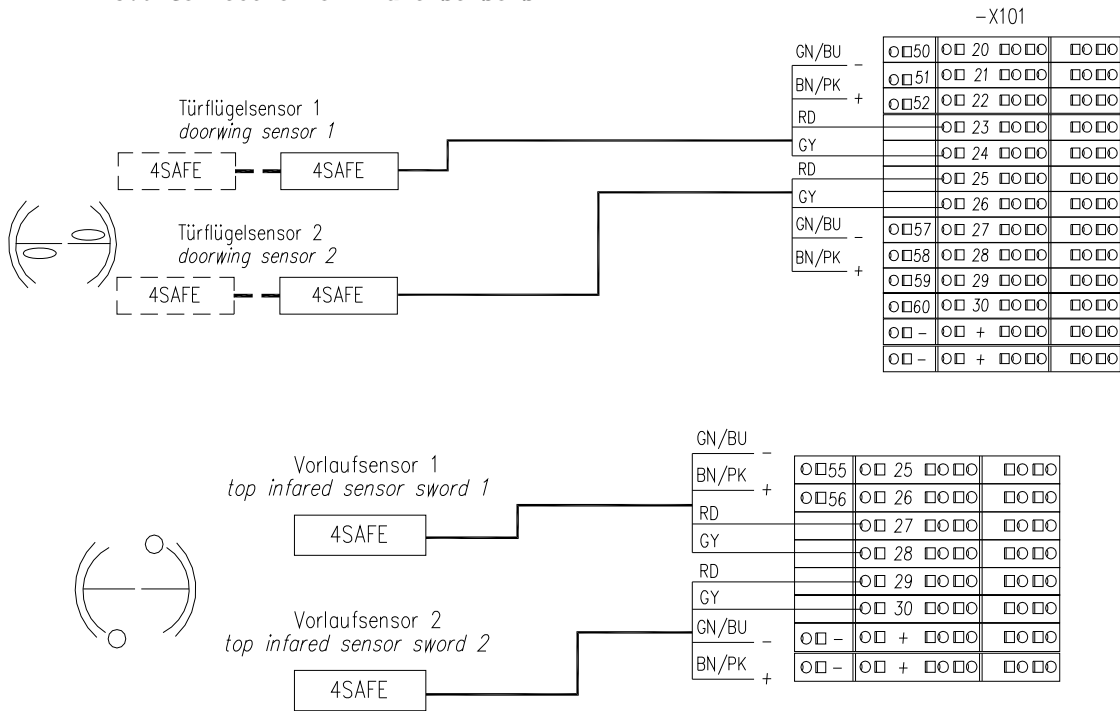 -X101
GN/BU -
BN/PK +
RD
GY
RD
GY
GN/BU -
BN/PK +
50 20
51 21
52 22
23
24
25
26
57 27
58 28
59 29
60 30
- +
- +
Türflügelsensor 1
doorwing sensor 1
4SAFE 4SAFE
Türflügelsensor 2
doorwing sensor 2
4SAFE 4SAFE
Vorlaufsensor 1
top infared sensor sword 1
4SAFE
Vorlaufsensor 2
top infared sensor sword 2
4SAFE
GN/BU -
BN/PK +
RD
GY
RD
GY
GN/BU -
BN/PK +
55 25
56 26
27
28
29
30
- +
- +